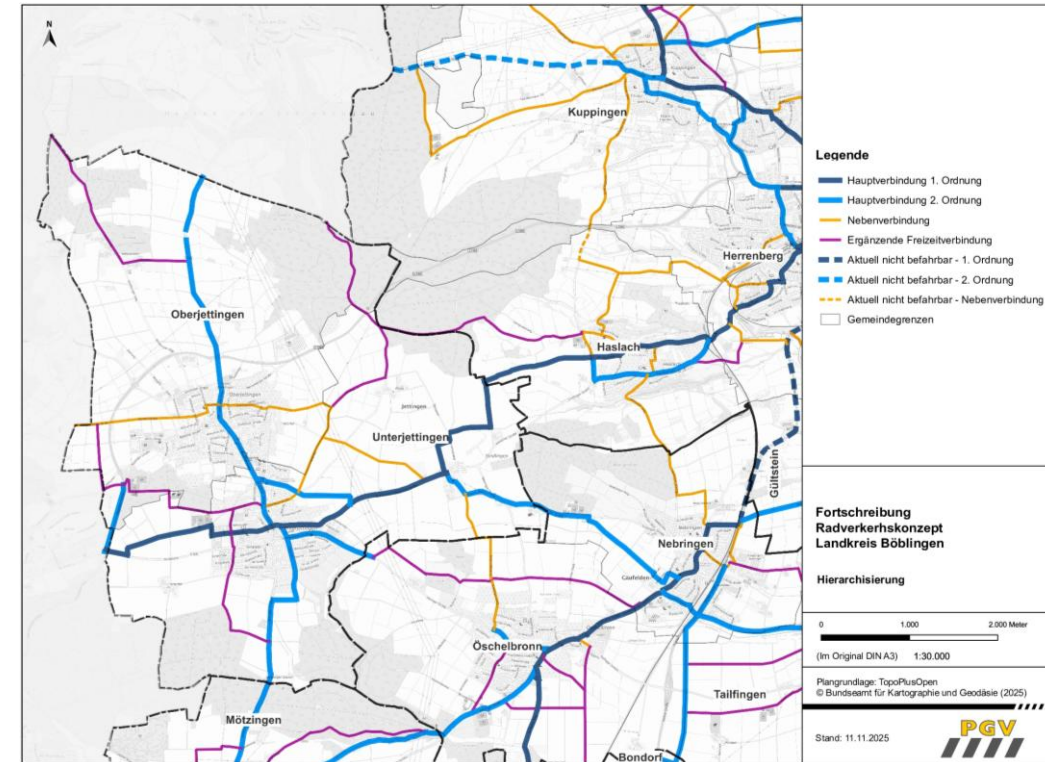 N
Kuppingen
Herrenberg
Oberjettingen
Haslach
Jettingen
Unterjettingen
Gültstein
Nebringen
Gäufelden
Öschelbronn
Tailfingen
Mötzingen
Bondorf
Legende
Hauptverbindung 1. Ordnung
Hauptverbindung 2. Ordnung
Nebenverbindung
Ergänzende Freizeitverbindung
Aktuell nicht befahrbar - 1. Ordnung
Aktuell nicht befahrbar - 2. Ordnung
Aktuell nicht befahrbar - Nebenverbindung
Gemeindegrenzen
Fortschreibung
Radverkerhskonzept
Landkreis Böblingen
Hierarchisierung
0 1.000 2.000 Meter
(Im Original DIN A3) 1:30.000
Plangrundlage: TopoPlusOpen
© Bundesamt für Kartographie und Geodäsie (2025)
Stand: 11.11.2025
PGV